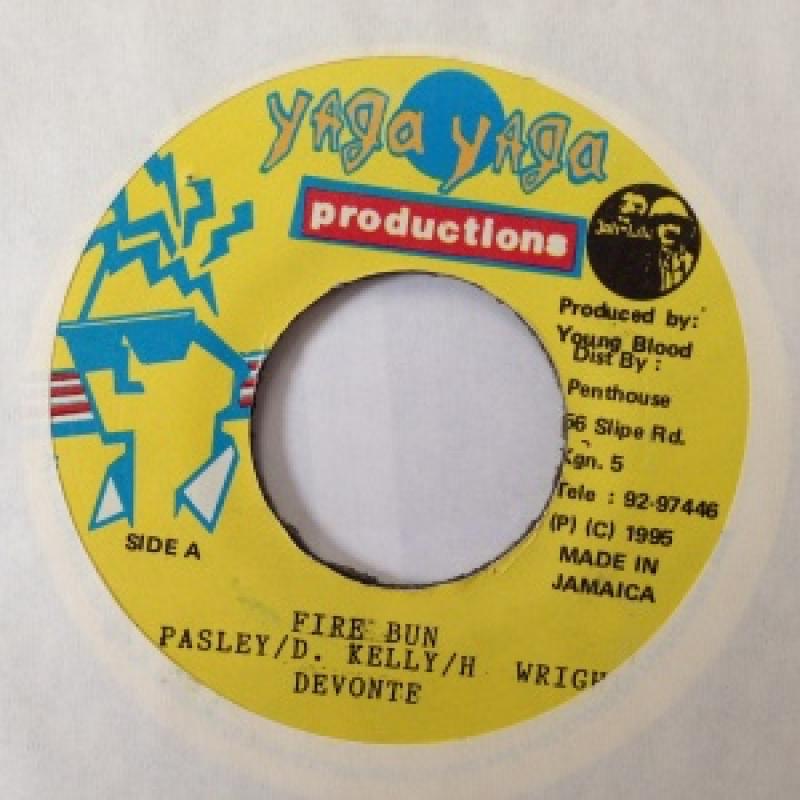 yaga yaga
productions
Produced by:
Young Blood
Dist By :
Penthouse
56 Slipe Rd.
Kgn. 5
Tele : 92-97446
(P) (C) 1995
MADE IN
JAMAICA
SIDE A
FIRE BUN
PASLEY/D. KELLY/H WRIGH
DEVONTE